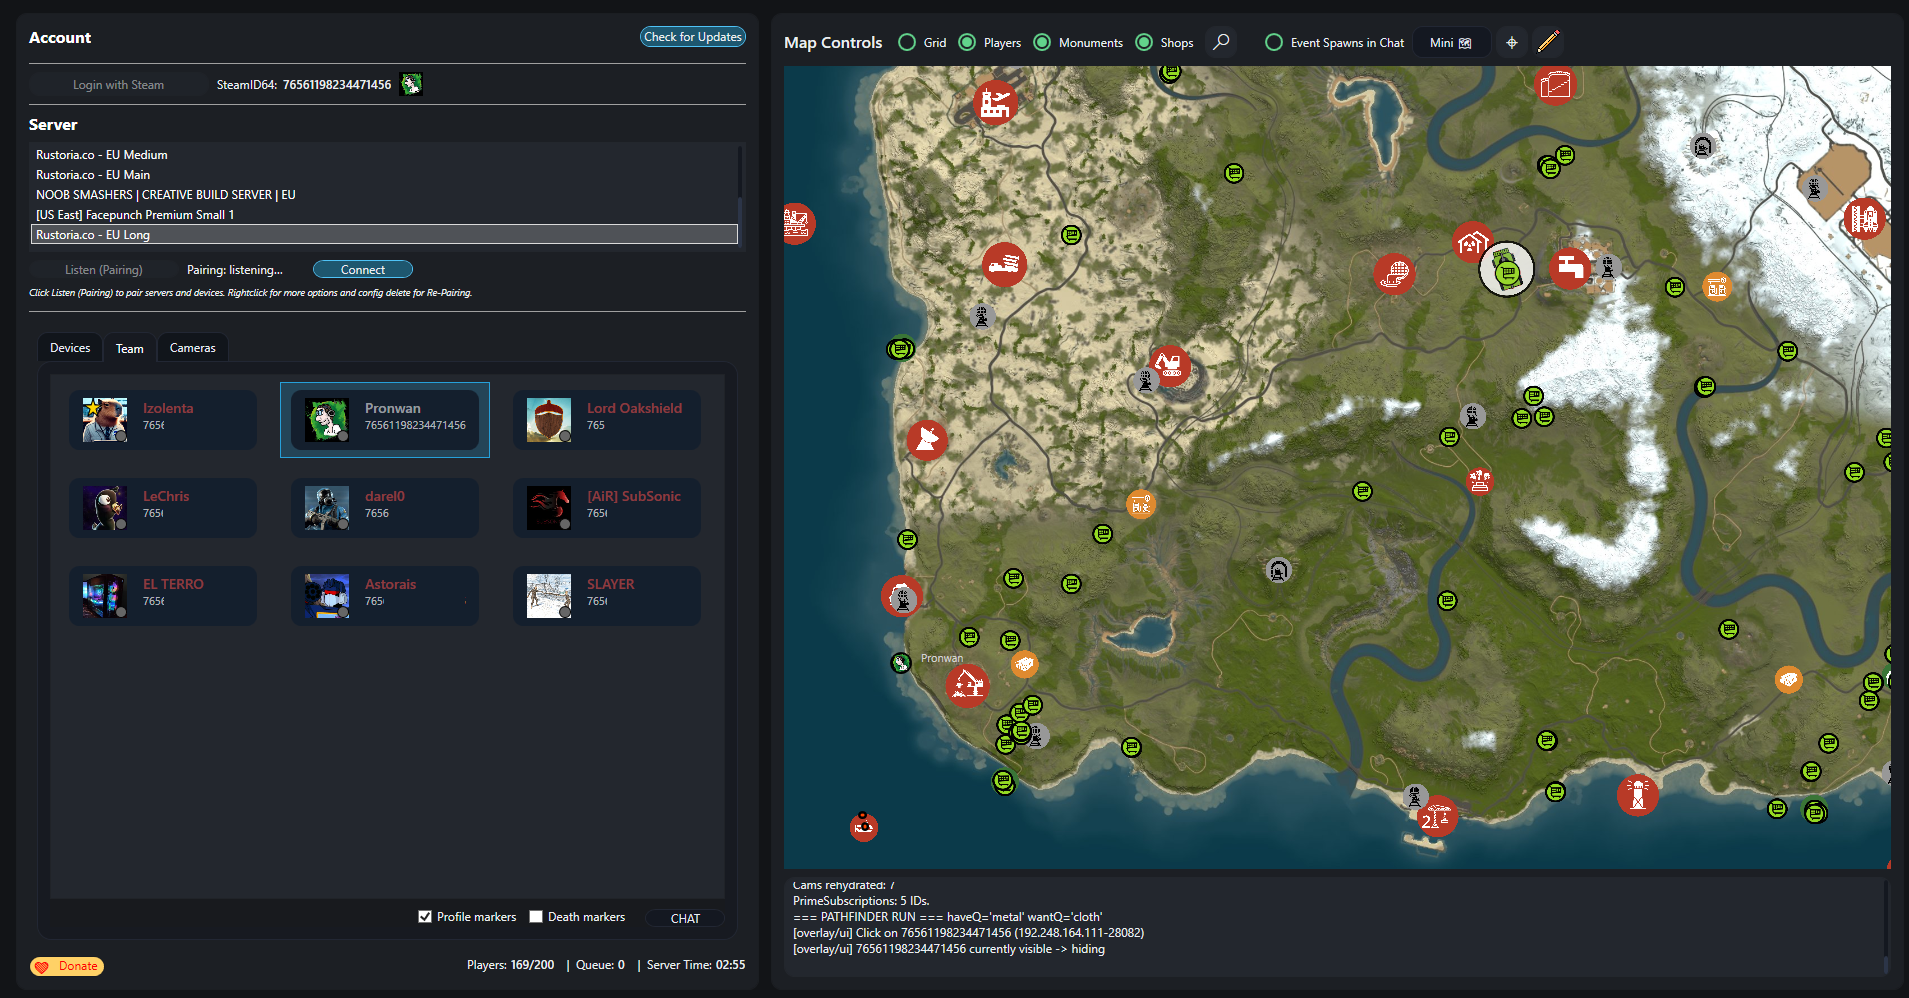 Account
Check for Updates
Login with Steam
SteamID64: 76561198234471456
Server
Rustoria.co - EU Medium
Rustoria.co - EU Main
NOOB SMASHERS | CREATIVE BUILD SERVER | EU
[US East] Facepunch Premium Small 1
Rustoria.co - EU Long
Listen (Pairing)
Pairing: listening...
Connect
Click Listen (Pairing) to pair servers and devices. Rightclick for more options and config delete for Re-Pairing.
Devices
Team
Cameras
Izolenta
7656
Pronwan
76561198234471456
Lord Oakshield
765
LeChris
7656
darel0
7656
[AiR] SubSonic
7656
EL TERRO
7656
Astorais
765
SLAYER
7656
Profile markers
Death markers
CHAT
Donate
Players: 169/200 | Queue: 0 | Server Time: 02:55
Map Controls
Grid
Players
Monuments
Shops
Event Spawns in Chat
Mini
Pronwan
2
Cams rehydrated: 7
PrimeSubscriptions: 5 IDs.
=== PATHFINDER RUN === haveQ='metal' wantQ='cloth'
[overlay/ui] Click on 76561198234471456 (192.248.164.111-28082)
[overlay/ui] 76561198234471456 currently visible -> hiding